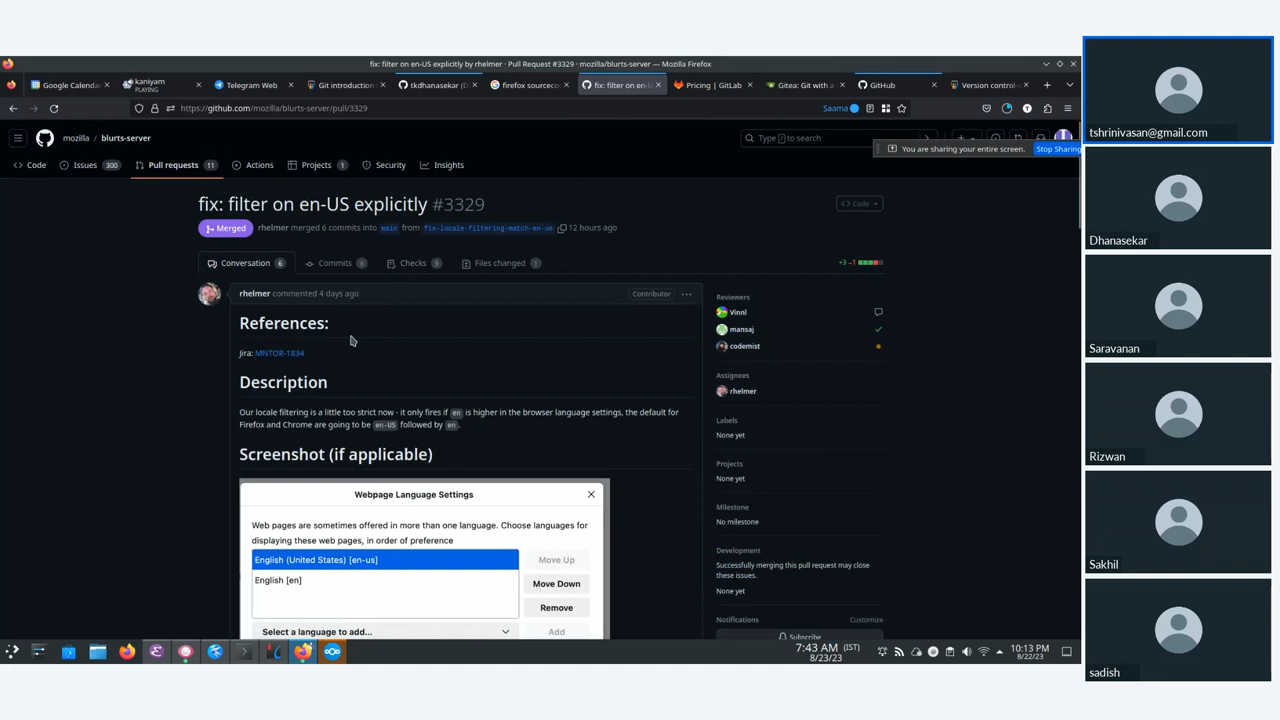 fix: filter on en-US explicitly by rhelmer · Pull Request #3329 · mozilla/blurts-server — Mozilla Firefox
Google Calenda
kaniyam
PLAYING
Telegram Web
Git introduction
tkdhanasekar (D
firefox sourceco
fix: filter on en-U
Pricing | GitLab
Gitea: Git with a
GitHub
Version control-s
https://github.com/mozilla/blurts-server/pull/3329
Saama
mozilla / blurts-server
Type / to search
You are sharing your entire screen.
Stop Sharing
Code
Issues 300
Pull requests 11
Actions
Projects 1
Security
Insights
fix: filter on en-US explicitly #3329
Code
Merged
rhelmer merged 6 commits into main from fix-locale-filtering-match-en-us 12 hours ago
Conversation 6
Commits 6
Checks 9
Files changed 1
+3 −1
rhelmer commented 4 days ago
Contributor
References:
Jira: MNTOR-1834
Description
Our locale filtering is a little too strict now - it only fires if en is higher in the browser language settings, the default for
Firefox and Chrome are going to be en-US followed by en.
Screenshot (if applicable)
Webpage Language Settings
Web pages are sometimes offered in more than one language. Choose languages for
displaying these web pages, in order of preference
English (United States) [en-us]
Move Up
English [en]
Move Down
Remove
Select a language to add...
Add
Reviewers
Vinnl
mansaj
codemist
Assignees
rhelmer
Labels
None yet
Projects
None yet
Milestone
No milestone
Development
Successfully merging this pull request may close
these issues.
None yet
Notifications
Customize
Subscribe
7:43 AM (IST)
8/23/23
10:13 PM
8/22/23
tshrinivasan@gmail.com
Dhanasekar
Saravanan
Rizwan
Sakhil
sadish